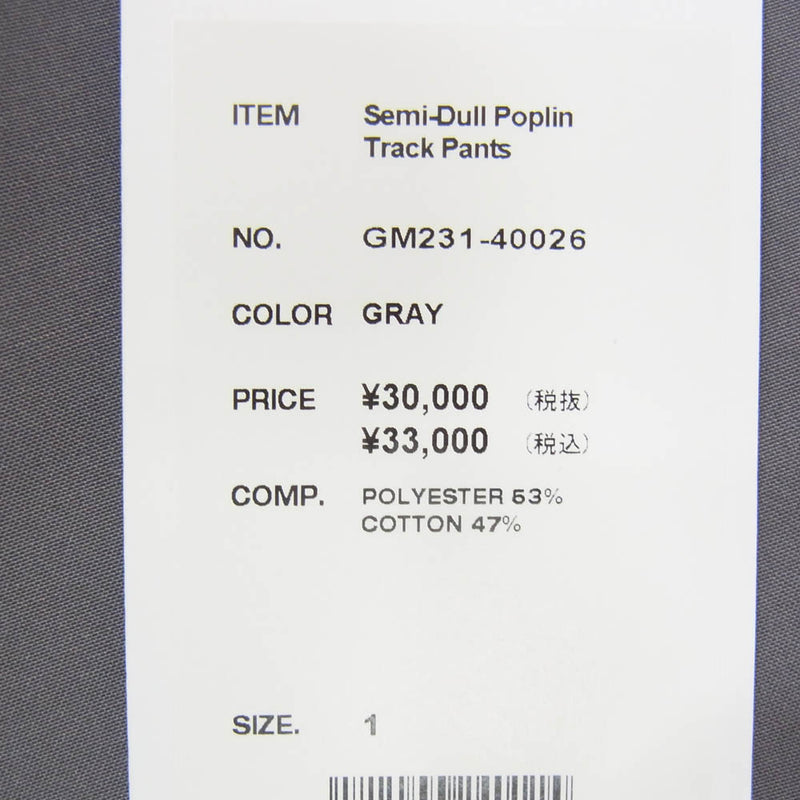 ITEM Semi-Dull Poplin
Track Pants
NO. GM231-40026
COLOR GRAY
PRICE ¥30,000 (税抜)
¥33,000 (税込)
COMP. POLYESTER 53%
COTTON 47%
SIZE. 1